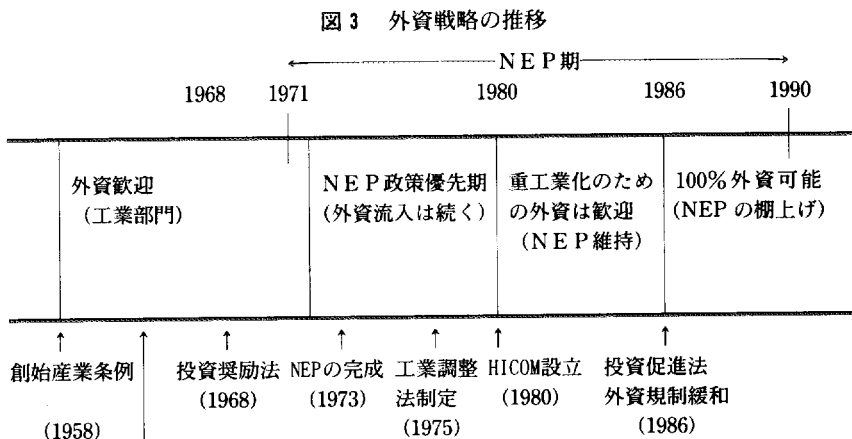 図3 外資戦略の推移
NEP期
1968 1971 1980 1986 1990
外資歓迎
(工業部門)
NEP政策優先期
(外資流入は続く)
重工業化のため
の外資は歓迎
(NEP維持)
100%外資可能
(NEPの棚上げ)
創始産業条例
(1958)
投資奨励法
(1968)
NEPの完成
(1973)
工業調整
法制定
(1975)
HICOM設立
(1980)
投資促進法
外資規制緩和
(1986)